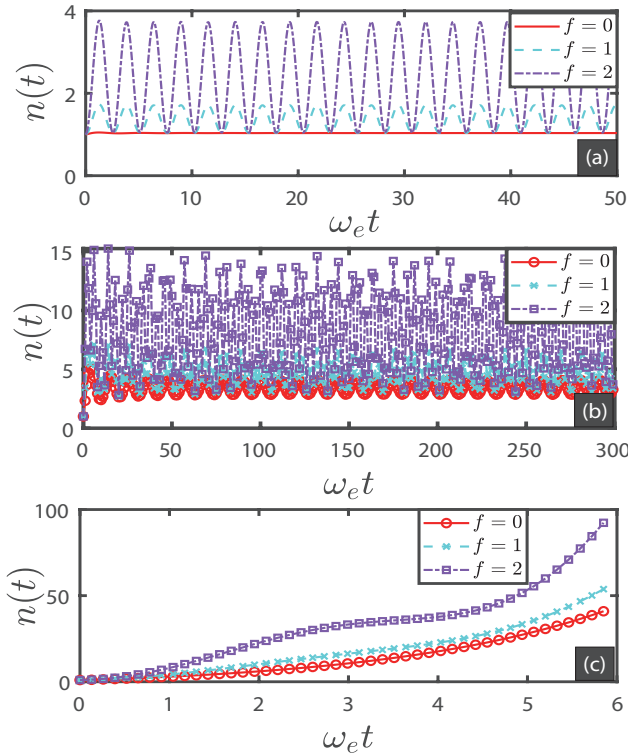 4
2
0
n(t)
f = 0
f = 1
f = 2
(a)
0 10 20 30 40 50
ω_e t
15
10
5
0
n(t)
f = 0
f = 1
f = 2
(b)
0 50 100 150 200 250 300
ω_e t
100
50
0
n(t)
f = 0
f = 1
f = 2
(c)
0 1 2 3 4 5 6
ω_e t